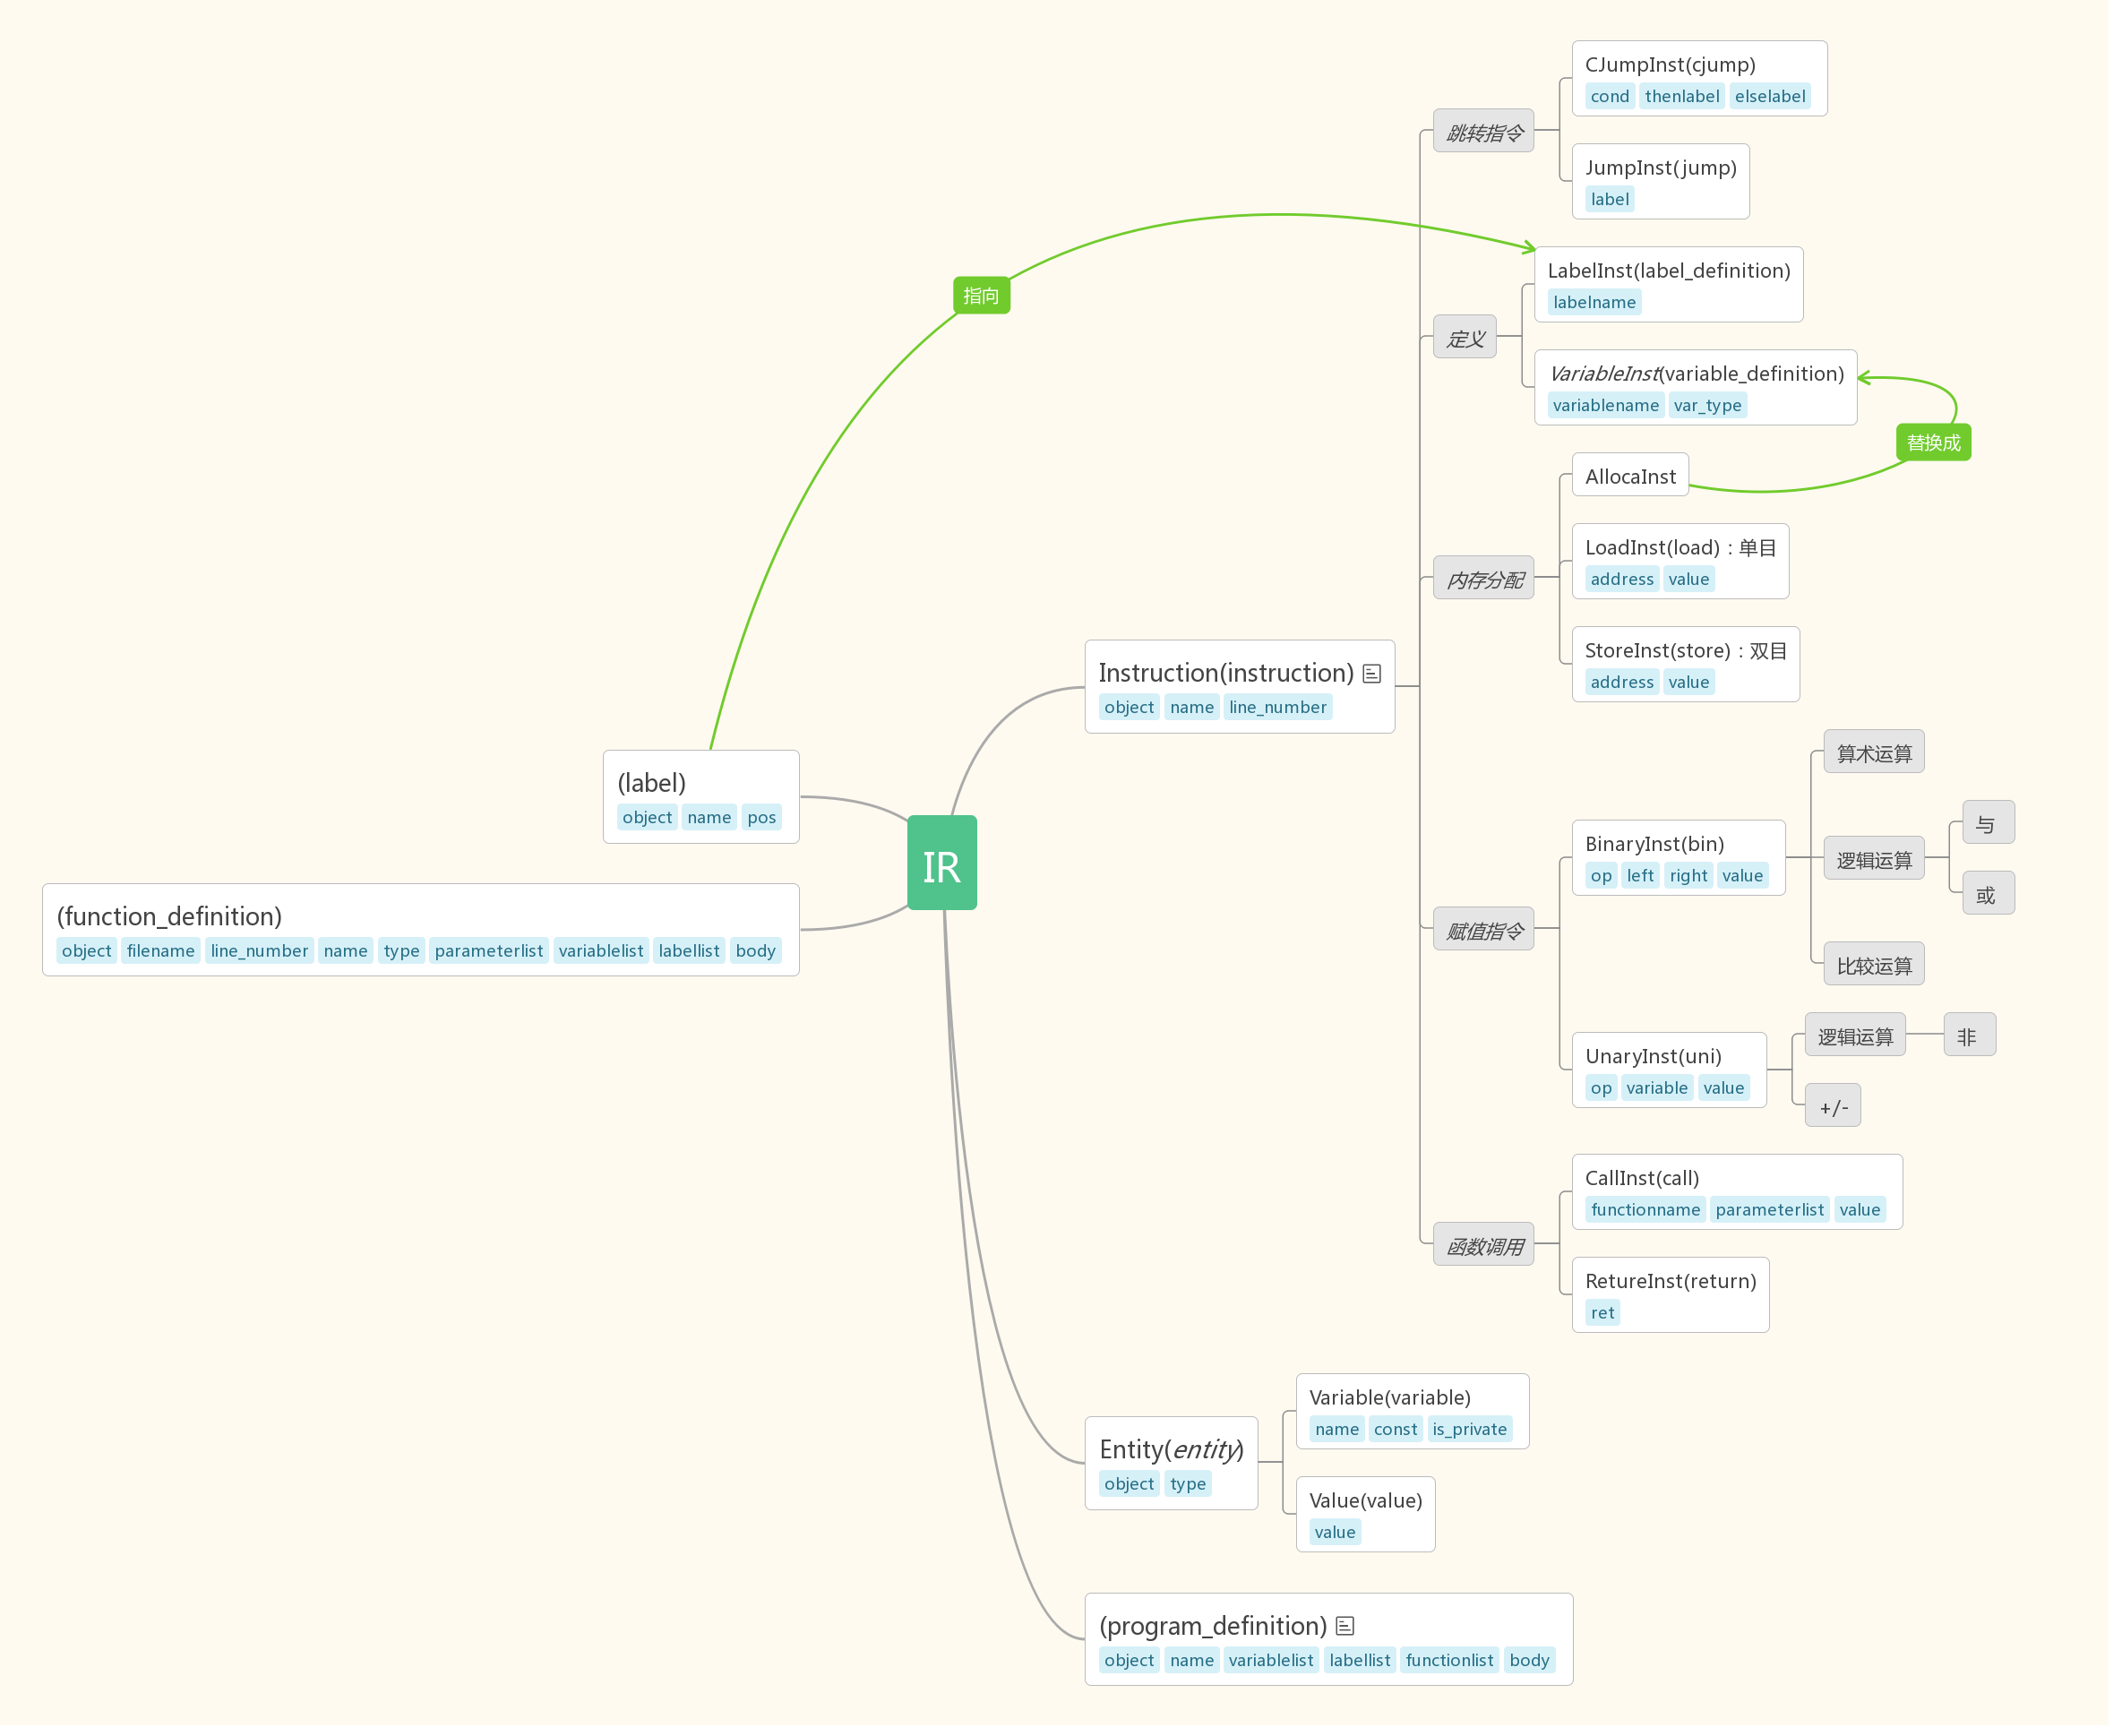 CJumpInst(cjump)
cond thenlabel elselabel
跳转指令
JumpInst(jump)
label
指向
LabelInst(label_definition)
labelname
定义
VariableInst(variable_definition)
variablename var_type
替换成
AllocaInst
LoadInst(load) : 单目
address value
内存分配
StoreInst(store) : 双目
address value
Instruction(instruction)
object name line_number
算术运算
BinaryInst(bin)
op left right value
逻辑运算
与
或
赋值指令
比较运算
UnaryInst(uni)
op variable value
逻辑运算
非
+/-
CallInst(call)
functionname parameterlist value
函数调用
RetureInst(return)
ret
(label)
object name pos
IR
(function_definition)
object filename line_number name type parameterlist variablelist labellist body
Variable(variable)
name const is_private
Entity(entity)
object type
Value(value)
value
(program_definition)
object name variablelist labellist functionlist body